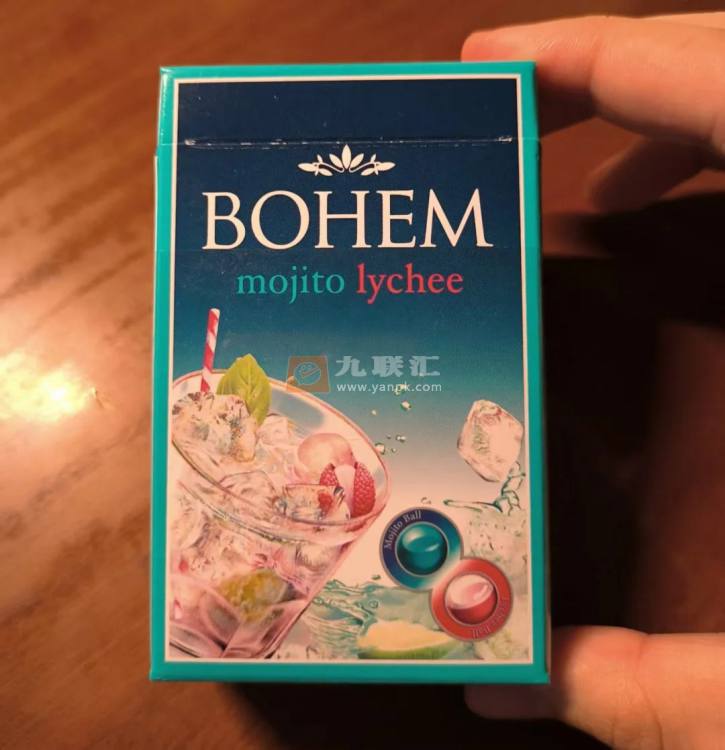 BOHEM
mojito lychee
九联汇
www.yanpk.com
Mojito Ball